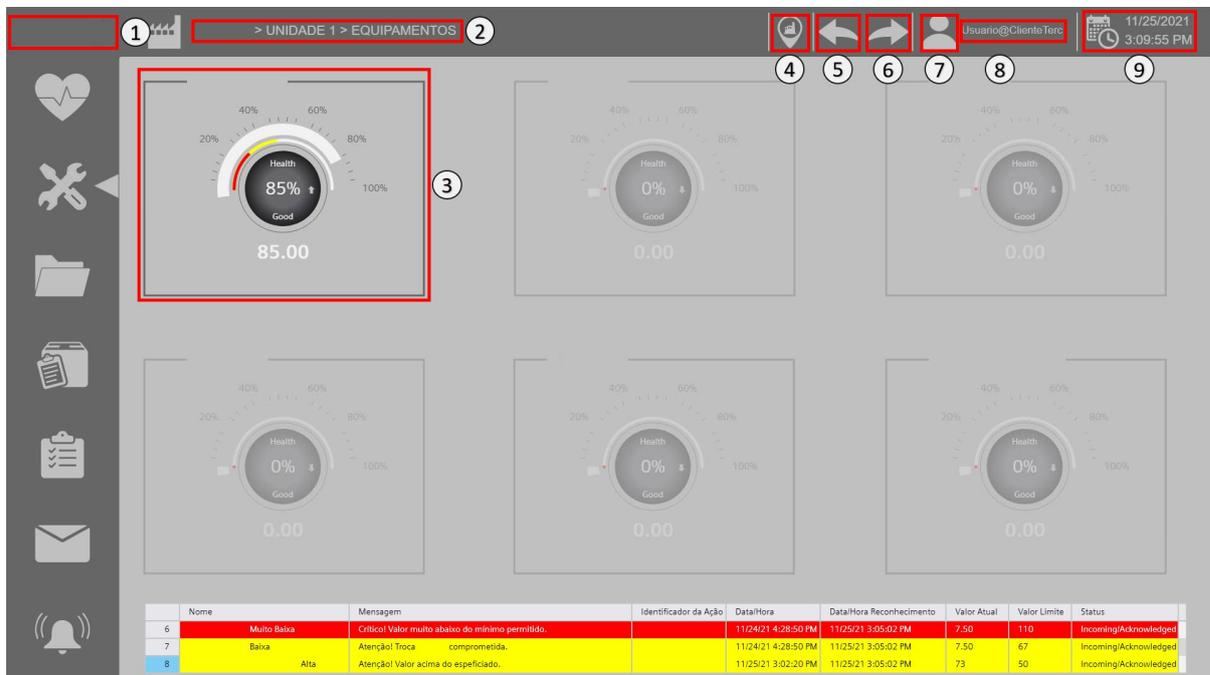 1
> UNIDADE 1 > EQUIPAMENTOS
2
Usuario@ClienteTerc
11/25/2021
3:09:55 PM
4 5 6 7 8 9
40% 60%
20% 80%
100%
Health
85%
Good
85.00
3
40% 60%
20% 80%
100%
Health
0%
Good
0.00
40% 60%
20% 80%
100%
Health
0%
Good
0.00
40% 60%
20% 80%
100%
Health
0%
Good
0.00
40% 60%
20% 80%
100%
Health
0%
Good
0.00
40% 60%
20% 80%
100%
Health
0%
Good
0.00
Nome Mensagem Identificador da Ação Data/Hora Data/Hora Reconhecimento Valor Atual Valor Limite Status
6 Muito Baixa Crítico! Valor muito abaixo do mínimo permitido. 11/24/21 4:28:50 PM 11/25/21 3:05:02 PM 7.50 110 Incoming/Acknowledged
7 Baixa Atenção! Troca comprometida. 11/24/21 4:28:50 PM 11/25/21 3:05:02 PM 7.50 67 Incoming/Acknowledged
8 Alta Atenção! Valor acima do espeficiado. 11/25/21 3:02:20 PM 11/25/21 3:05:02 PM 73 50 Incoming/Acknowledged